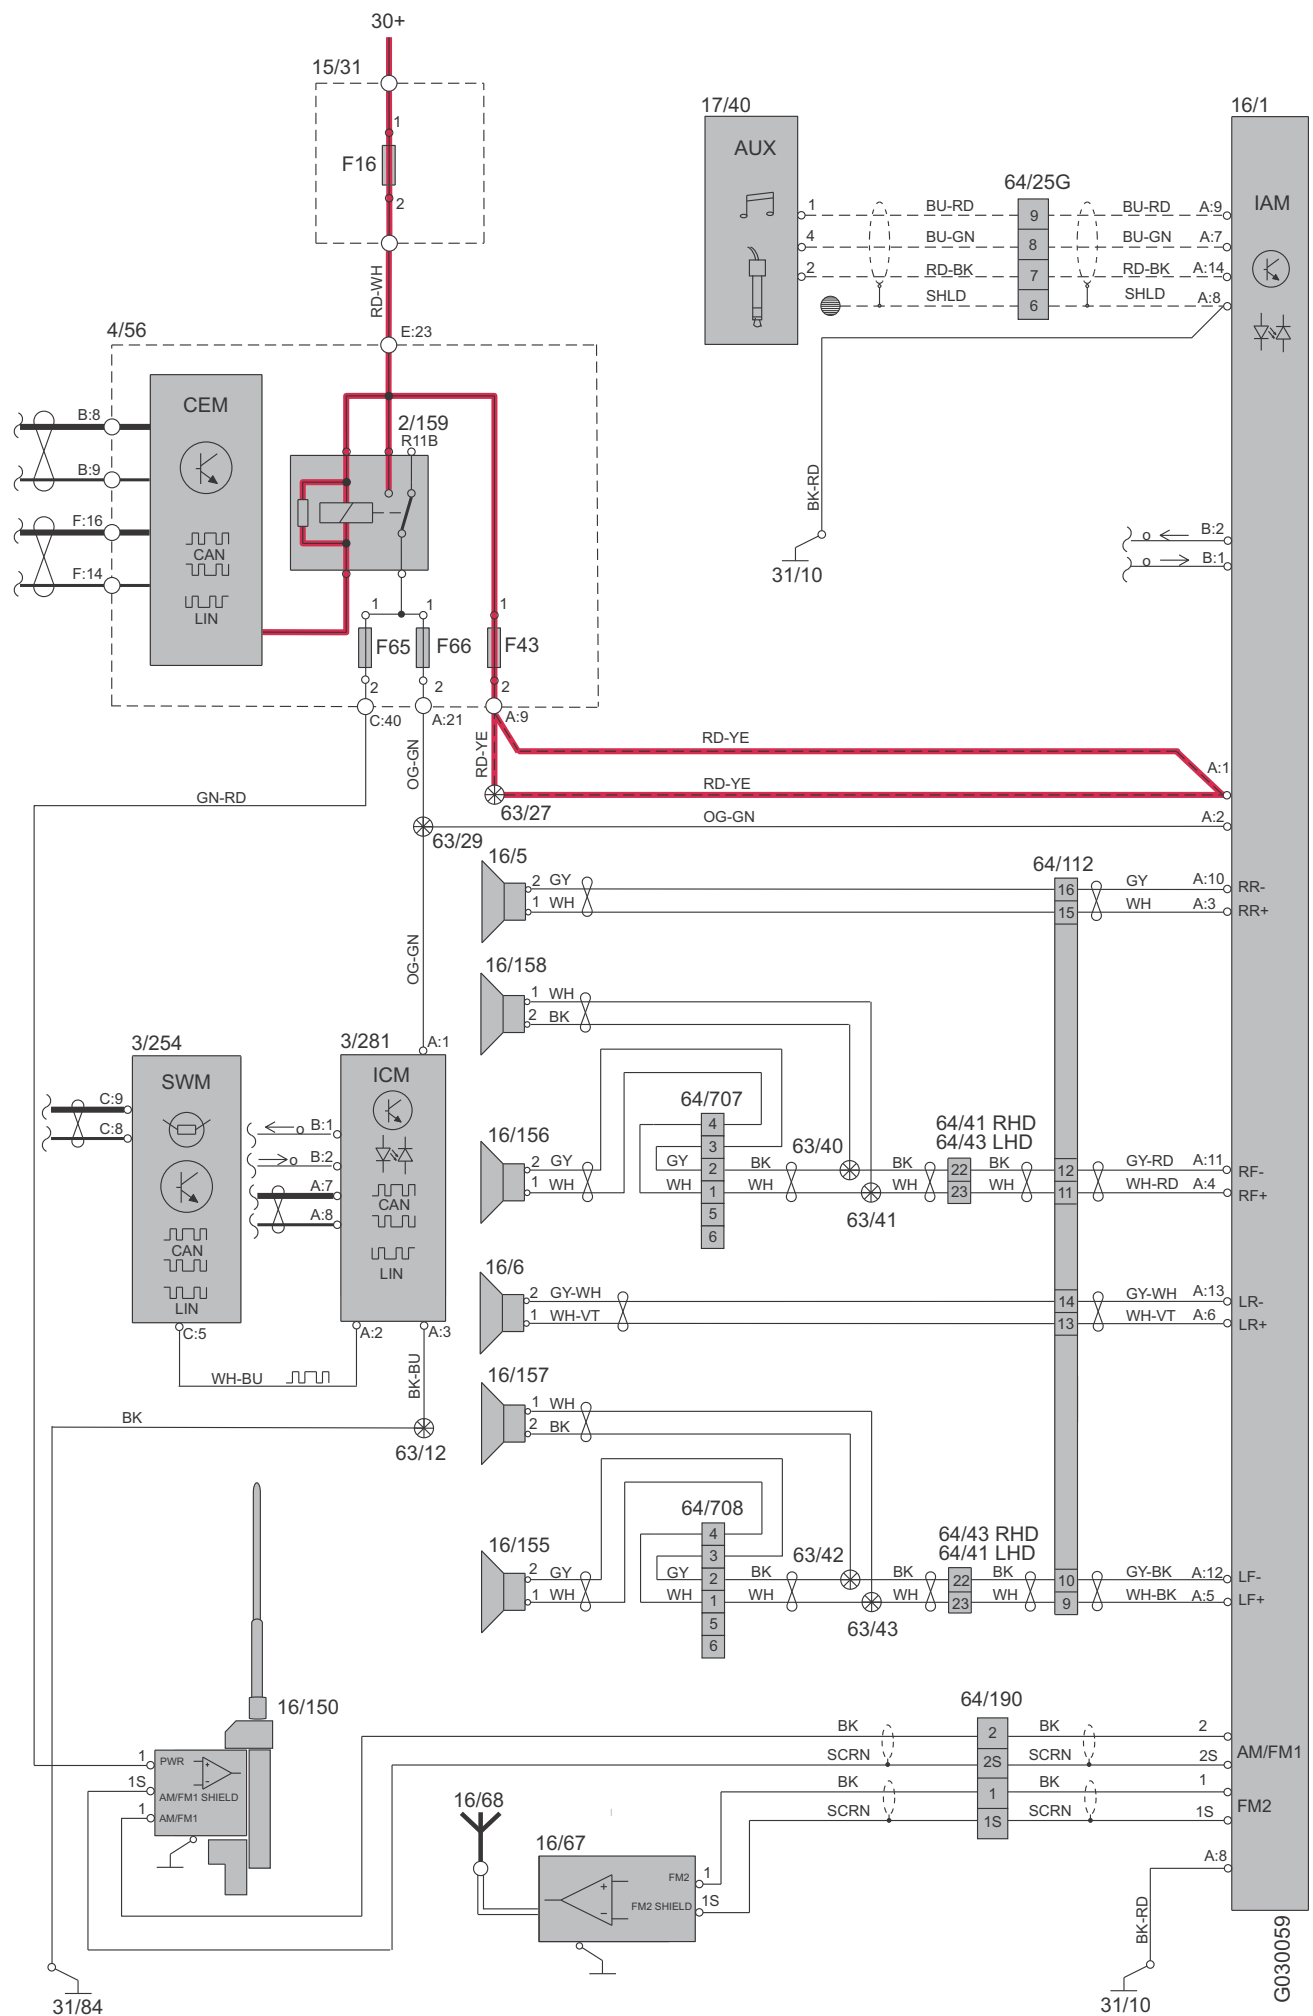 30+
15/31
1
F16
2
RD-WH
17/40
AUX
1
4
2
BU-RD
BU-GN
RD-BK
SHLD
64/25G
9
8
7
6
BU-RD
BU-GN
RD-BK
SHLD
A:9
A:7
A:14
A:8
16/1
IAM
BK-RD
31/10
B:2
B:1
o
o
4/56
E:23
CEM
CAN
LIN
B:8
B:9
F:16
F:14
2/159
R11B
1
1
1
F65
F66
F43
2
2
2
C:40
A:21
A:9
RD-YE
RD-YE
RD-YE
A:1
OG-GN
GN-RD
63/27
OG-GN
A:2
63/29
OG-GN
16/5
2 GY
1 WH
64/112
16
15
GY
WH
A:10
A:3
RR-
RR+
16/158
1 WH
2 BK
3/254
SWM
CAN
LIN
C:9
C:8
C:5
3/281
A:1
ICM
CAN
LIN
o B:1
o B:2
A:7
A:8
A:2
A:3
WH-BU
BK-BU
BK
63/12
16/156
2 GY
1 WH
64/707
4
3
2
1
5
6
GY
WH
BK
WH
63/40
63/41
BK
WH
64/41 RHD
64/43 LHD
22
23
BK
WH
12
11
GY-RD
WH-RD
A:11
A:4
RF-
RF+
16/6
2 GY-WH
1 WH-VT
14
13
GY-WH
WH-VT
A:13
A:6
LR-
LR+
16/157
1 WH
2 BK
16/155
2 GY
1 WH
64/708
4
3
2
1
5
6
GY
WH
BK
WH
63/42
63/43
BK
WH
64/43 RHD
64/41 LHD
22
23
BK
WH
10
9
GY-BK
WH-BK
A:12
A:5
LF-
LF+
16/150
1
PWR
1S
AM/FM1 SHIELD
1
AM/FM1
+
-
64/190
BK
2
BK
2
SCRN
2S
SCRN
2S
AM/FM1
BK
1
BK
1
SCRN
1S
SCRN
1S
FM2
16/68
16/67
+
-
FM2
1
FM2 SHIELD
1S
A:8
BK-RD
31/10
31/84
G030059